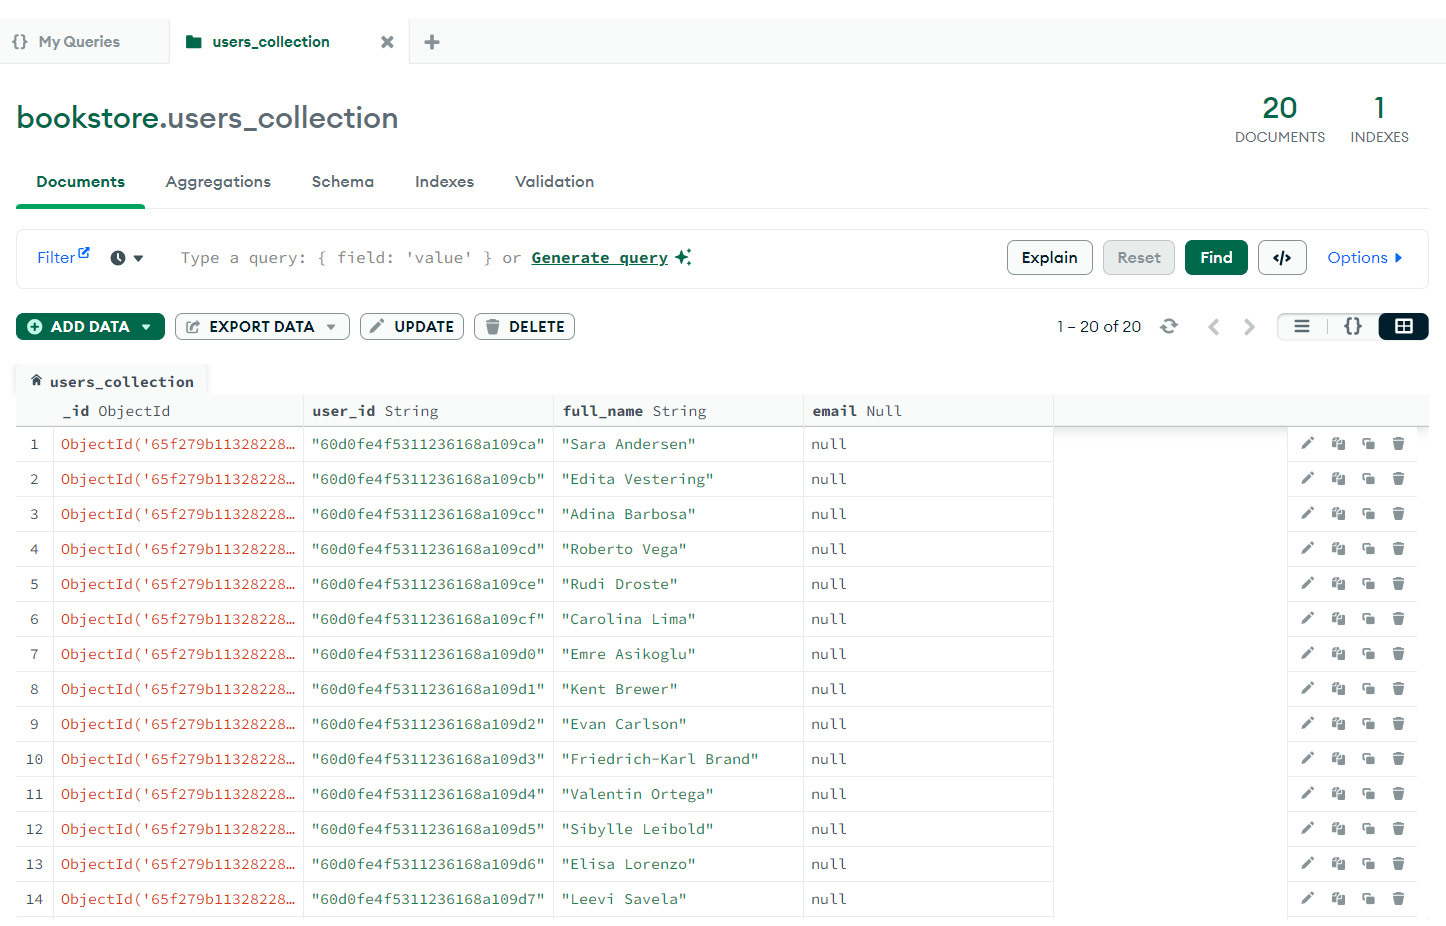 {} My Queries users_collection
bookstore.users_collection
20 DOCUMENTS 1 INDEXES
Documents Aggregations Schema Indexes Validation
Filter Type a query: { field: 'value' } or Generate query Explain Reset Find </> Options
ADD DATA EXPORT DATA UPDATE DELETE 1 – 20 of 20 {}
users_collection
_id ObjectId user_id String full_name String email Null
1 ObjectId('65f279b11328228… "60d0fe4f5311236168a109ca" "Sara Andersen" null
2 ObjectId('65f279b11328228… "60d0fe4f5311236168a109cb" "Edita Vestering" null
3 ObjectId('65f279b11328228… "60d0fe4f5311236168a109cc" "Adina Barbosa" null
4 ObjectId('65f279b11328228… "60d0fe4f5311236168a109cd" "Roberto Vega" null
5 ObjectId('65f279b11328228… "60d0fe4f5311236168a109ce" "Rudi Droste" null
6 ObjectId('65f279b11328228… "60d0fe4f5311236168a109cf" "Carolina Lima" null
7 ObjectId('65f279b11328228… "60d0fe4f5311236168a109d0" "Emre Asikoglu" null
8 ObjectId('65f279b11328228… "60d0fe4f5311236168a109d1" "Kent Brewer" null
9 ObjectId('65f279b11328228… "60d0fe4f5311236168a109d2" "Evan Carlson" null
10 ObjectId('65f279b11328228… "60d0fe4f5311236168a109d3" "Friedrich-Karl Brand" null
11 ObjectId('65f279b11328228… "60d0fe4f5311236168a109d4" "Valentin Ortega" null
12 ObjectId('65f279b11328228… "60d0fe4f5311236168a109d5" "Sibylle Leibold" null
13 ObjectId('65f279b11328228… "60d0fe4f5311236168a109d6" "Elisa Lorenzo" null
14 ObjectId('65f279b11328228… "60d0fe4f5311236168a109d7" "Leevi Savela" null